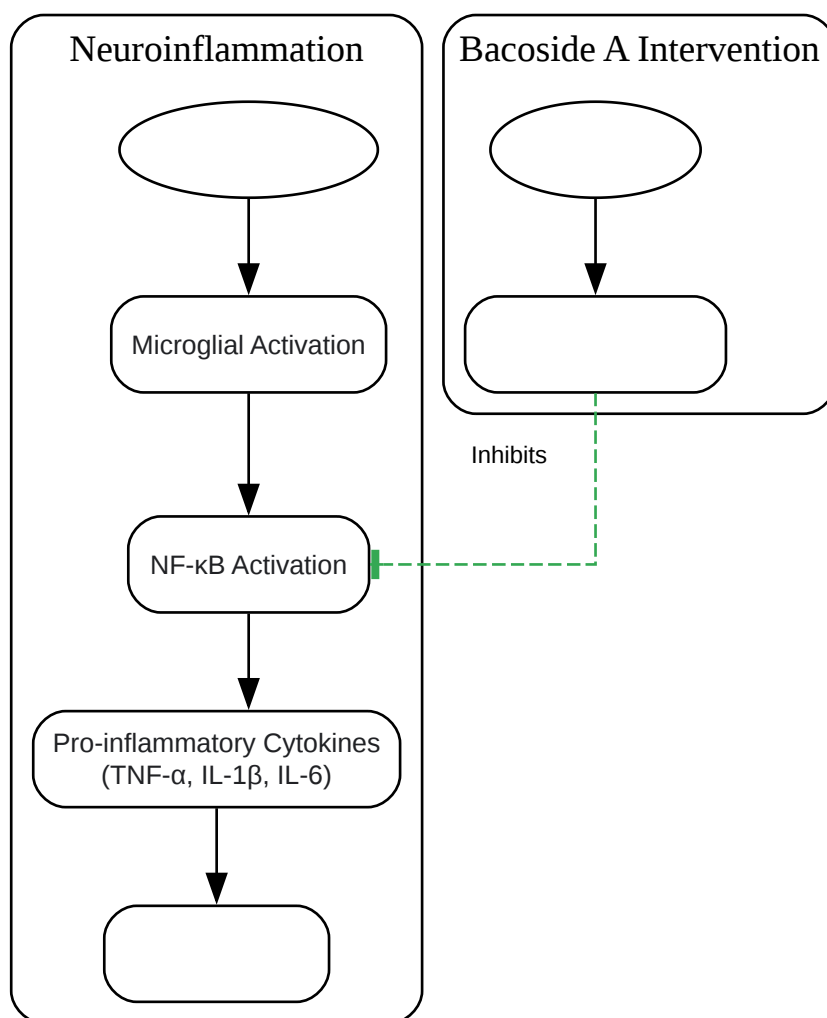 Neuroinflammation
Bacoside A Intervention
Microglial Activation
Inhibits
NF-κB Activation
Pro-inflammatory Cytokines
(TNF-α, IL-1β, IL-6)